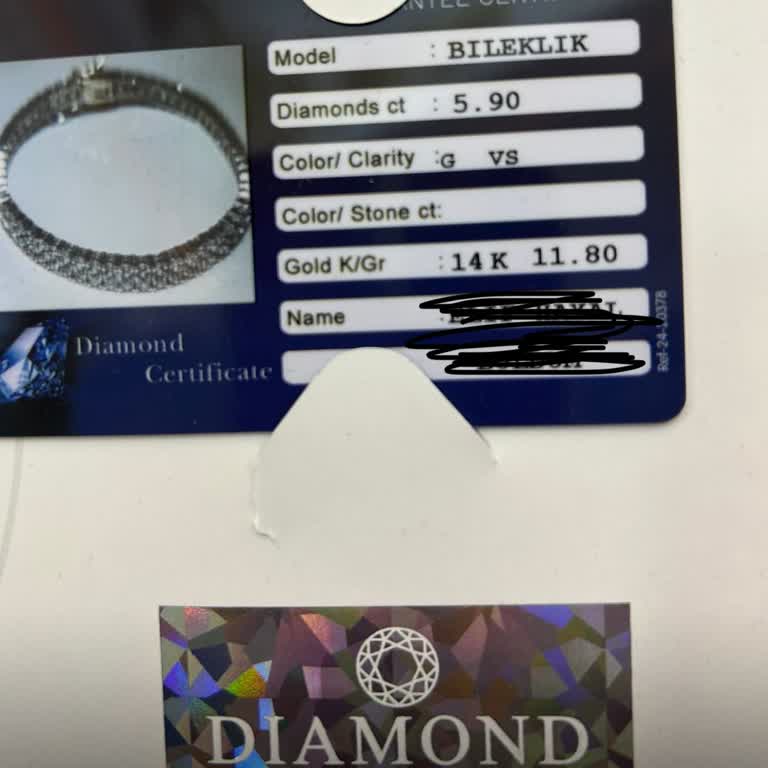 Model : BILEKLIK
Diamonds ct : 5.90
Color/ Clarity :G VS
Color/ Stone ct:
Gold K/Gr :14K 11.80
Name :
Diamond
Certificate
DIAMOND